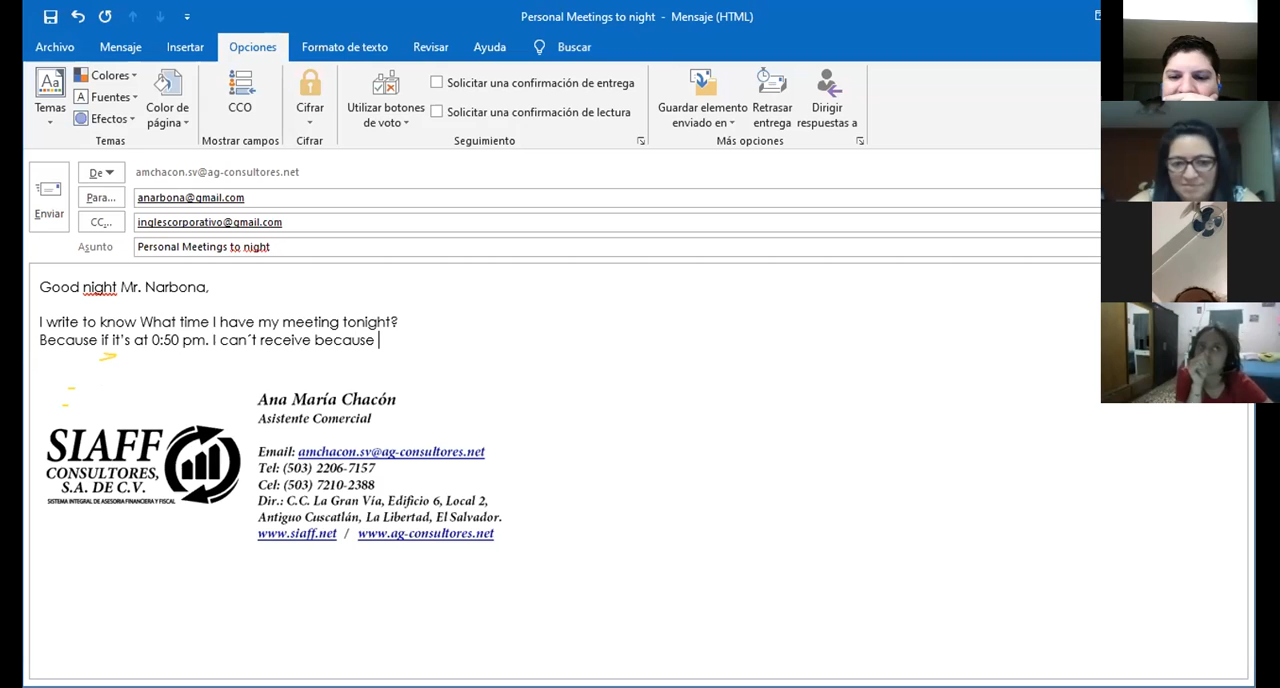 Personal Meetings to night - Mensaje (HTML)
Archivo Mensaje Insertar Opciones Formato de texto Revisar Ayuda Buscar
Aa
Temas
Colores
Fuentes
Efectos
Color de página
Temas
CCO
Mostrar campos
Cifrar
Cifrar
Utilizar botones de voto
Solicitar una confirmación de entrega
Solicitar una confirmación de lectura
Seguimiento
Guardar elemento enviado en
Retrasar entrega
Dirigir respuestas a
Más opciones
Enviar
De amchacon.sv@ag-consultores.net
Para... anarbona@gmail.com
CC... inglescorporativo@gmail.com
Asunto Personal Meetings to night
Good night Mr. Narbona,
I write to know What time I have my meeting tonight?
Because if it's at 0:50 pm. I can´t receive because
SIAFF
CONSULTORES,
S.A. DE C.V.
SISTEMA INTEGRAL DE ASESORIA FINANCIERA Y FISCAL
Ana María Chacón
Asistente Comercial
Email: amchacon.sv@ag-consultores.net
Tel: (503) 2206-7157
Cel: (503) 7210-2388
Dir.: C.C. La Gran Vía, Edificio 6, Local 2,
Antiguo Cuscatlán, La Libertad, El Salvador.
www.siaff.net / www.ag-consultores.net